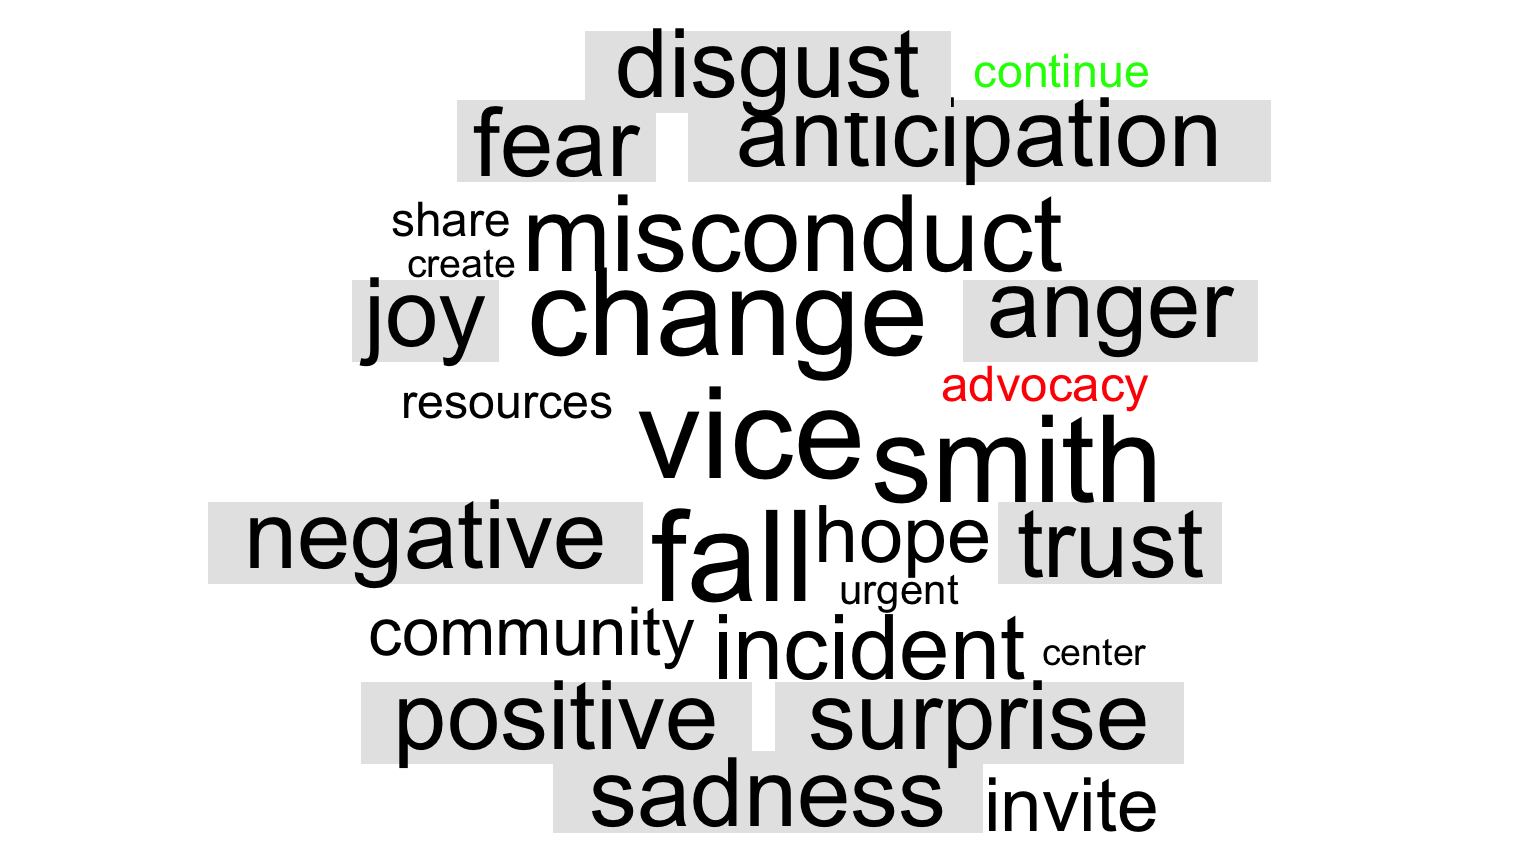 disgust continue
fear anticipation
share misconduct
create
joy change anger
resources vice advocacy
smith
negative fall hope trust
urgent
community incident center
positive surprise
sadness invite